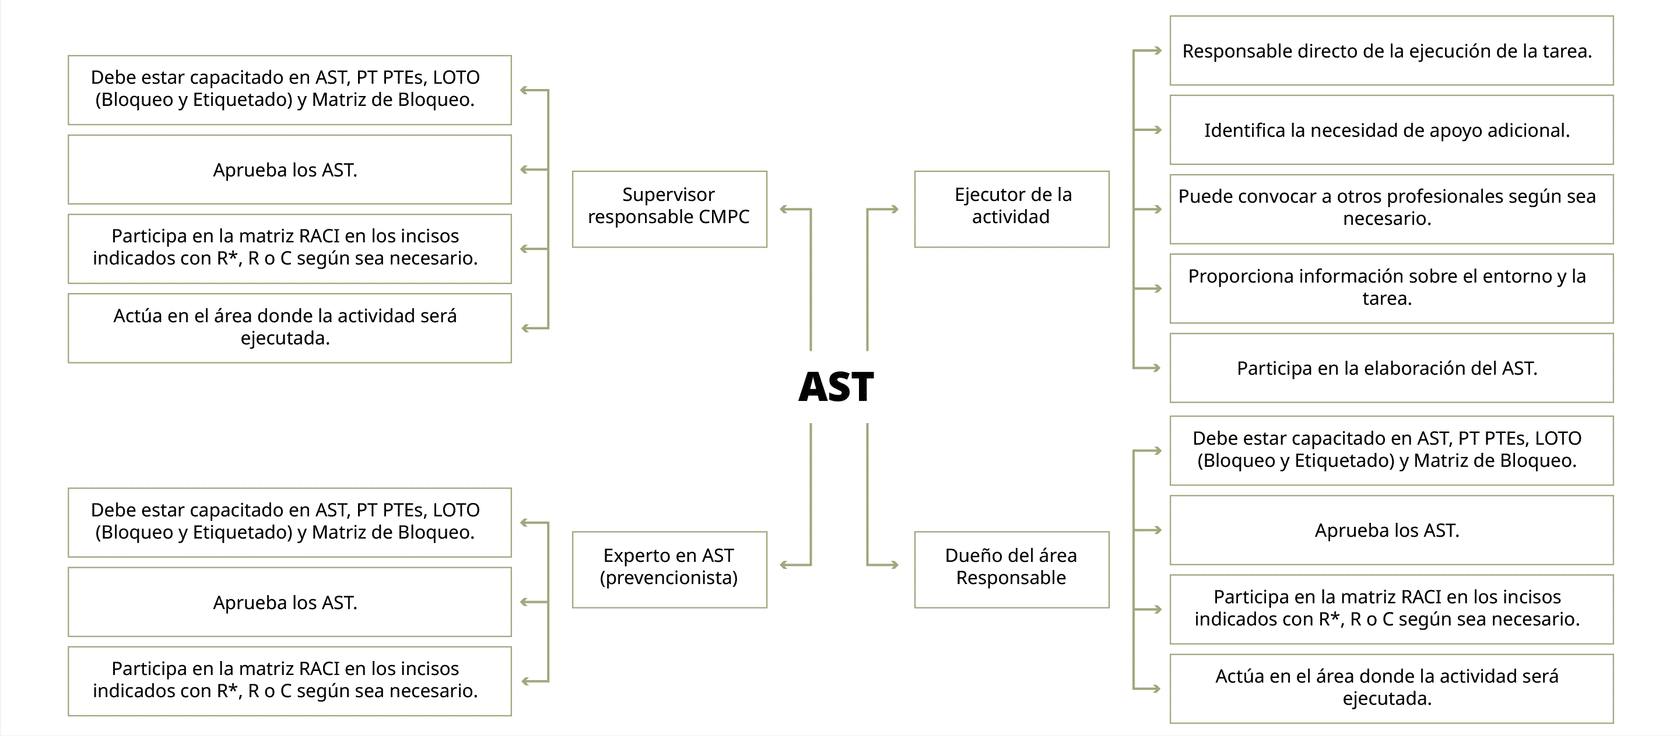 Debe estar capacitado en AST, PT PTEs, LOTO
(Bloqueo y Etiquetado) y Matriz de Bloqueo.
Aprueba los AST.
Participa en la matriz RACI en los incisos
indicados con R*, R o C según sea necesario.
Actúa en el área donde la actividad será
ejecutada.
Supervisor
responsable CMPC
Ejecutor de la
actividad
Responsable directo de la ejecución de la tarea.
Identifica la necesidad de apoyo adicional.
Puede convocar a otros profesionales según sea
necesario.
Proporciona información sobre el entorno y la
tarea.
Participa en la elaboración del AST.
AST
Debe estar capacitado en AST, PT PTEs, LOTO
(Bloqueo y Etiquetado) y Matriz de Bloqueo.
Aprueba los AST.
Participa en la matriz RACI en los incisos
indicados con R*, R o C según sea necesario.
Experto en AST
(prevencionista)
Dueño del área
Responsable
Debe estar capacitado en AST, PT PTEs, LOTO
(Bloqueo y Etiquetado) y Matriz de Bloqueo.
Aprueba los AST.
Participa en la matriz RACI en los incisos
indicados con R*, R o C según sea necesario.
Actúa en el área donde la actividad será
ejecutada.